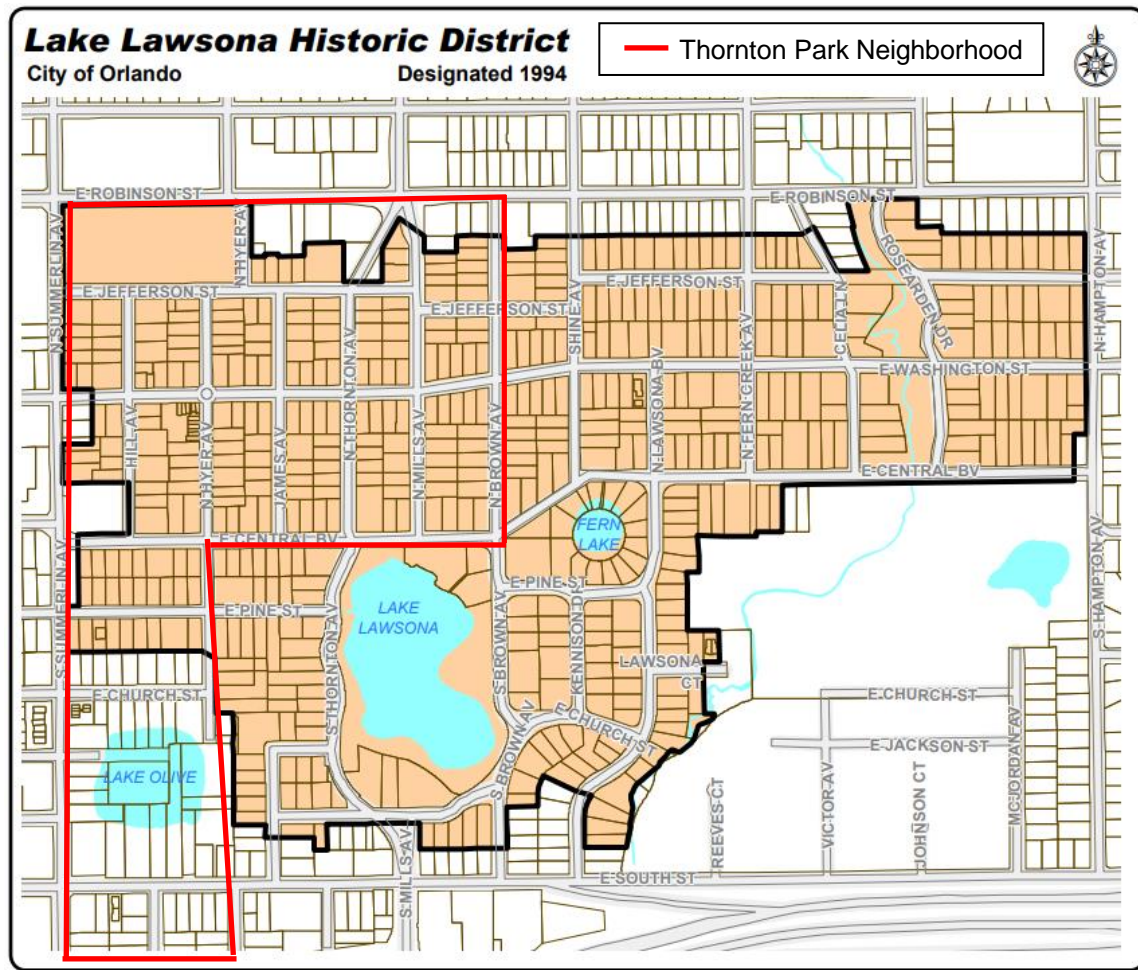 Lake Lawsona Historic District
City of Orlando
Designated 1994
Thornton Park Neighborhood
E ROBINSON ST
E ROBINSON ST
N SUMMERLIN AV
N HYER AV
E JEFFERSON ST
E JEFFERSON ST
E JEFFERSON ST
SHINE AV
CELIA LN
ROSEARDEN DR
N HAMPTON AV
N THORNTON AV
N FERN CREEK AV
E WASHINGTON ST
HILL AV
N HYER AV
JAMES AV
N MILLS AV
N BROWN AV
N LAWSONA BV
E CENTRAL BV
E CENTRAL BV
FERN
LAKE
S SUMMERLIN AV
E PINE ST
E PINE ST
LAKE
LAWSONA
S THORNTON AV
S BROWN AV
KENNISON DR
S HAMPTON AV
LAWSONA
CT
E CHURCH ST
E CHURCH ST
E CHURCH ST
E JACKSON ST
LAKE OLIVE
S BROWN AV
S MILLS AV
REEVES CT
VICTOR AV
JOHNSON CT
MCJORDAN AV
E SOUTH ST